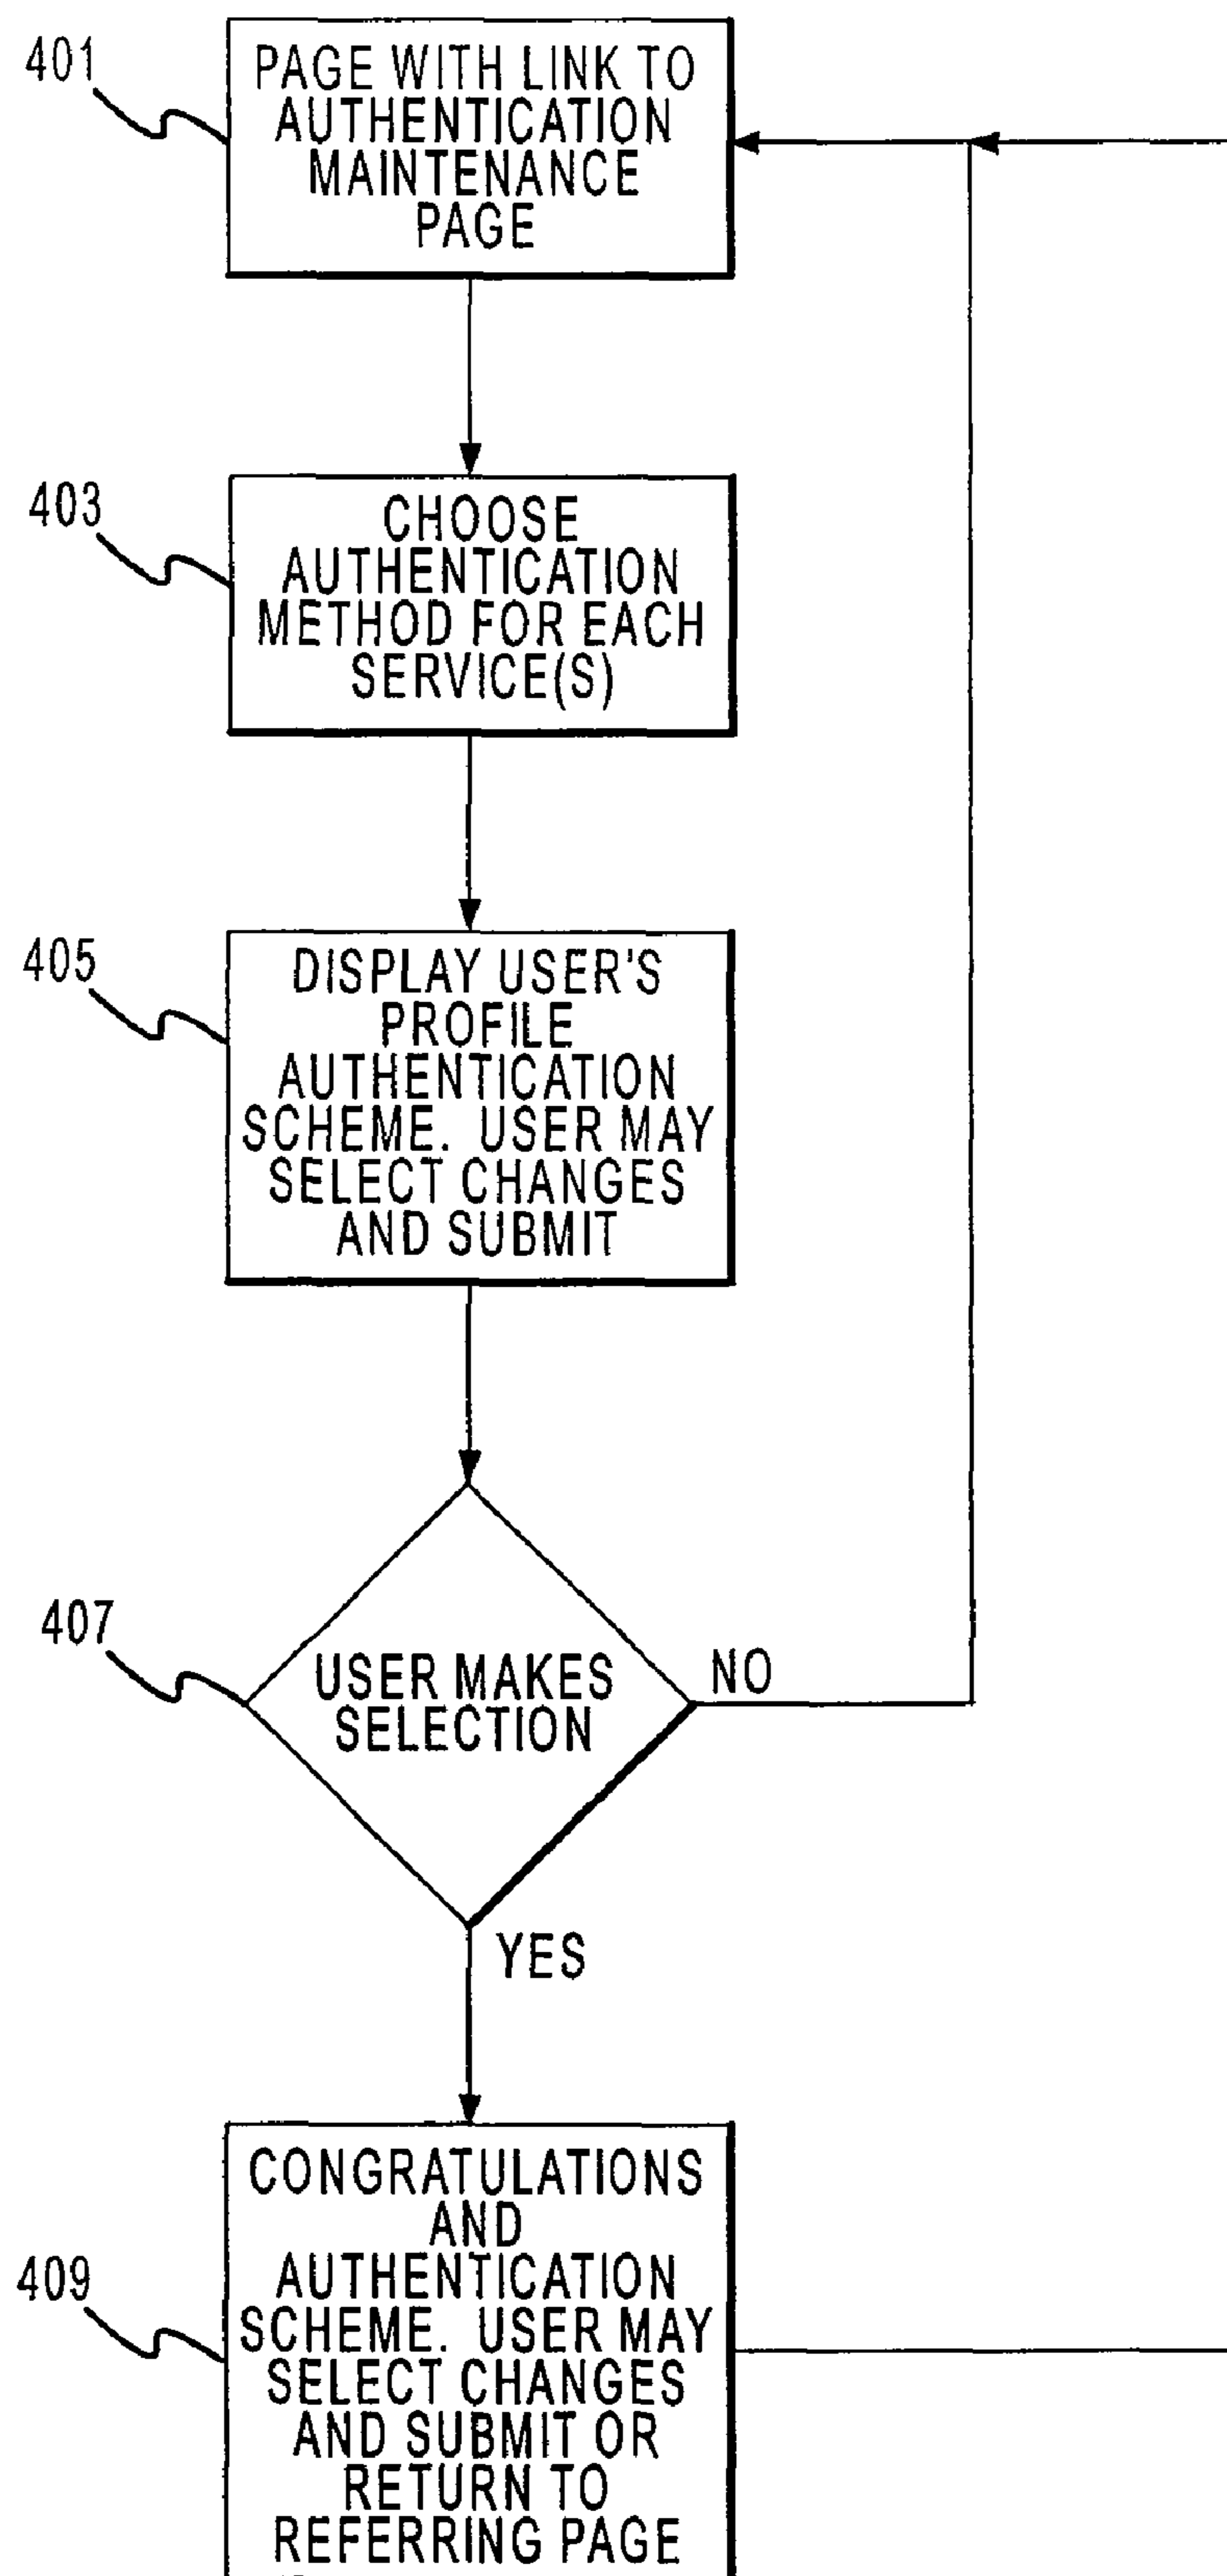 401
PAGE WITH LINK TO
AUTHENTICATION
MAINTENANCE
PAGE
403
CHOOSE
AUTHENTICATION
METHOD FOR EACH
SERVICE(S)
405
DISPLAY USER'S
PROFILE
AUTHENTICATION
SCHEME. USER MAY
SELECT CHANGES
AND SUBMIT
407
USER MAKES
SELECTION
NO
YES
409
CONGRATULATIONS
AND
AUTHENTICATION
SCHEME. USER MAY
SELECT CHANGES
AND SUBMIT OR
RETURN TO
REFERRING PAGE